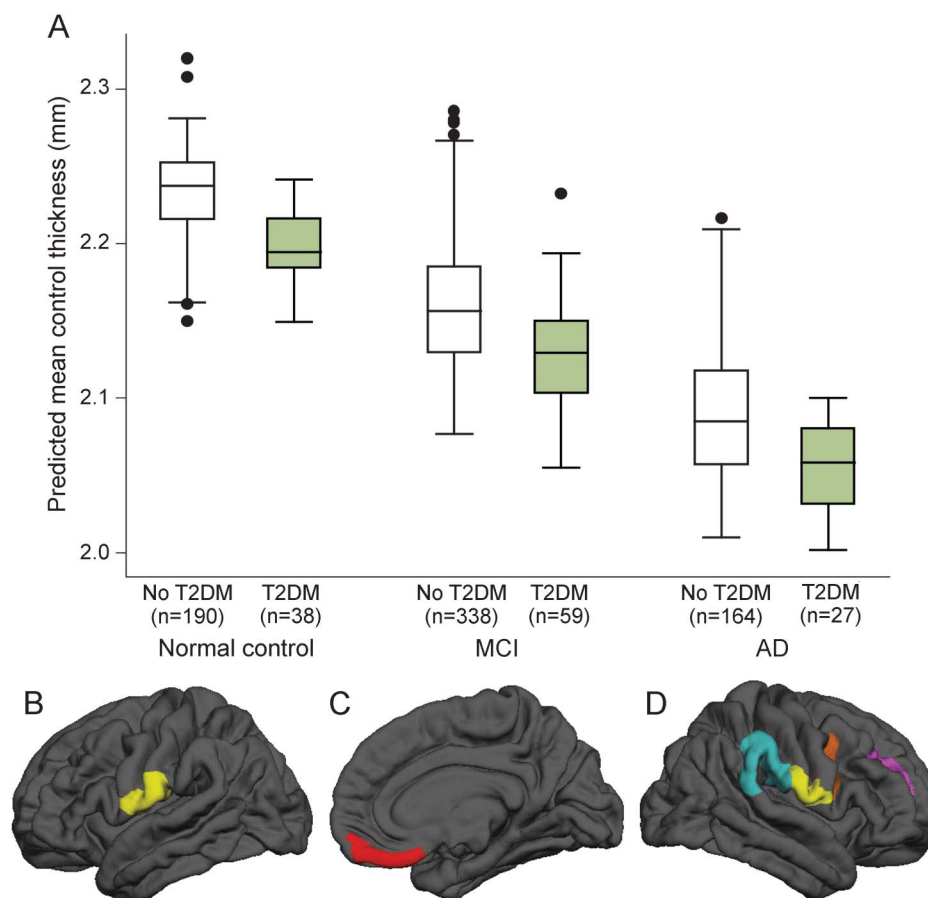 A
Predicted mean control thickness (mm)
2.3
2.2
2.1
2.0
No T2DM T2DM No T2DM T2DM No T2DM T2DM
(n=190) (n=38) (n=338) (n=59) (n=164) (n=27)
Normal control MCI AD
B C D